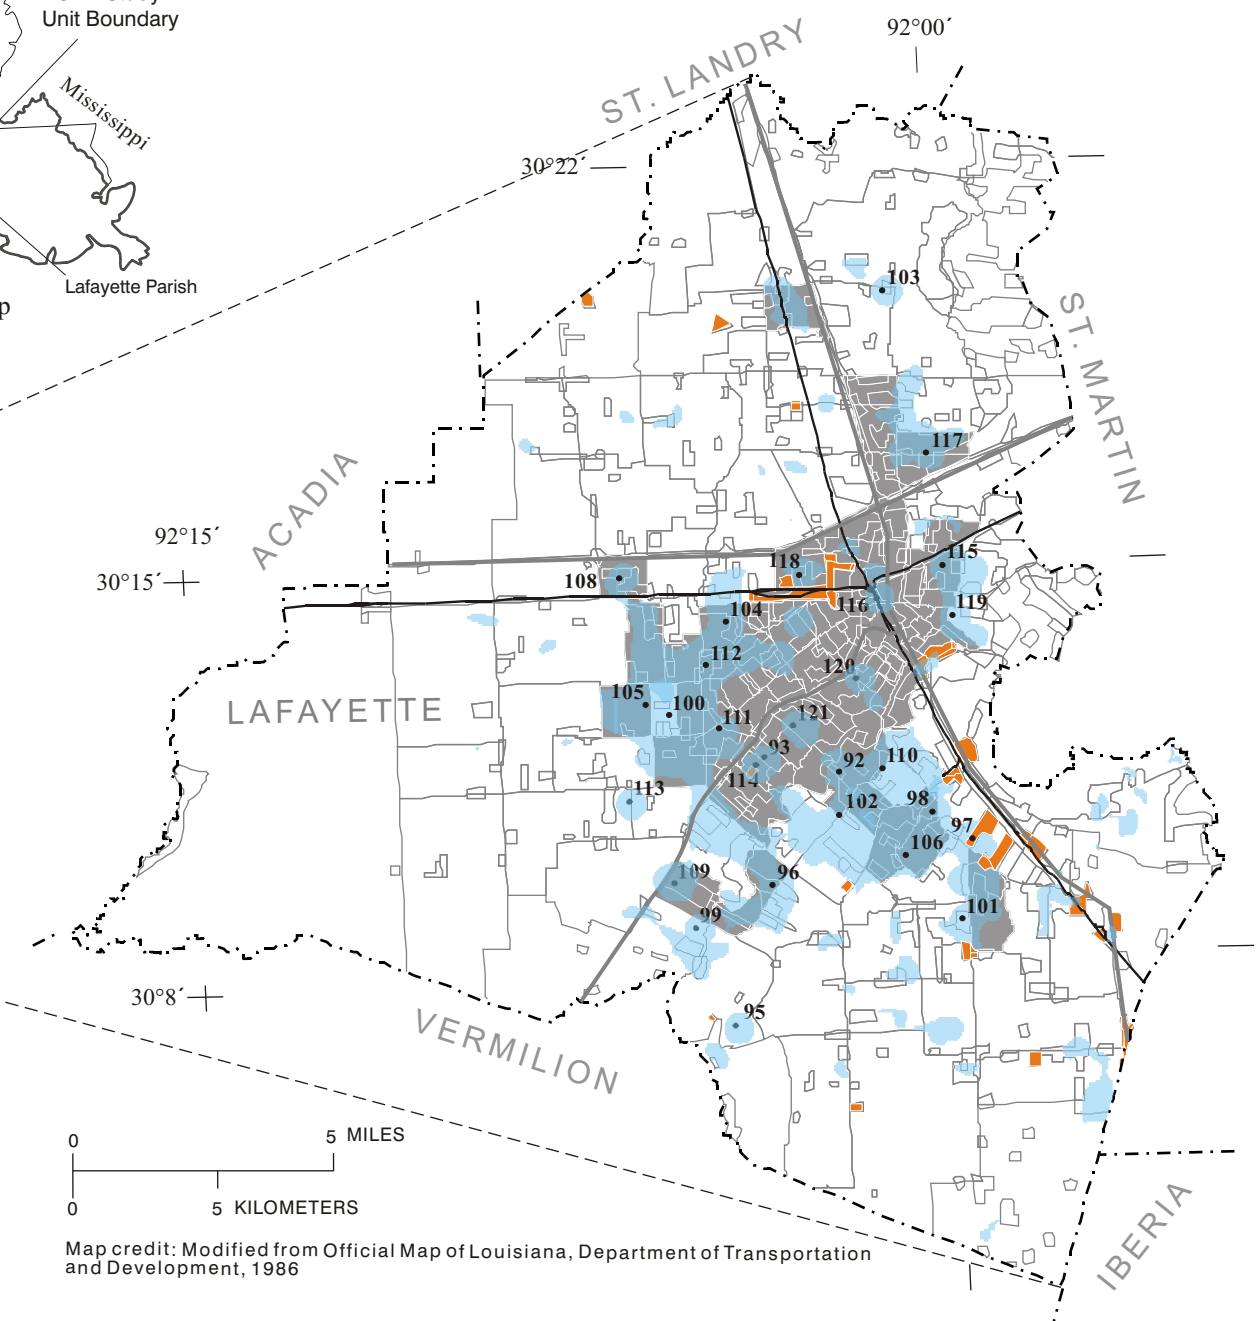 Unit Boundary
Mississippi
Lafayette Parish
p
ST. LANDRY
92°00´
30°22´
103
ST. MARTIN
117
ACADIA
92°15´
30°15´
108
118
115
104
116
119
112
120
105
100
111
121
LAFAYETTE
93
92
110
114
113
102
98
97
106
109
96
99
101
30°8´
95
VERMILION
0
5 MILES
0
5 KILOMETERS
IBERIA
Map credit: Modified from Official Map of Louisiana, Department of Transportation
and Development, 1986